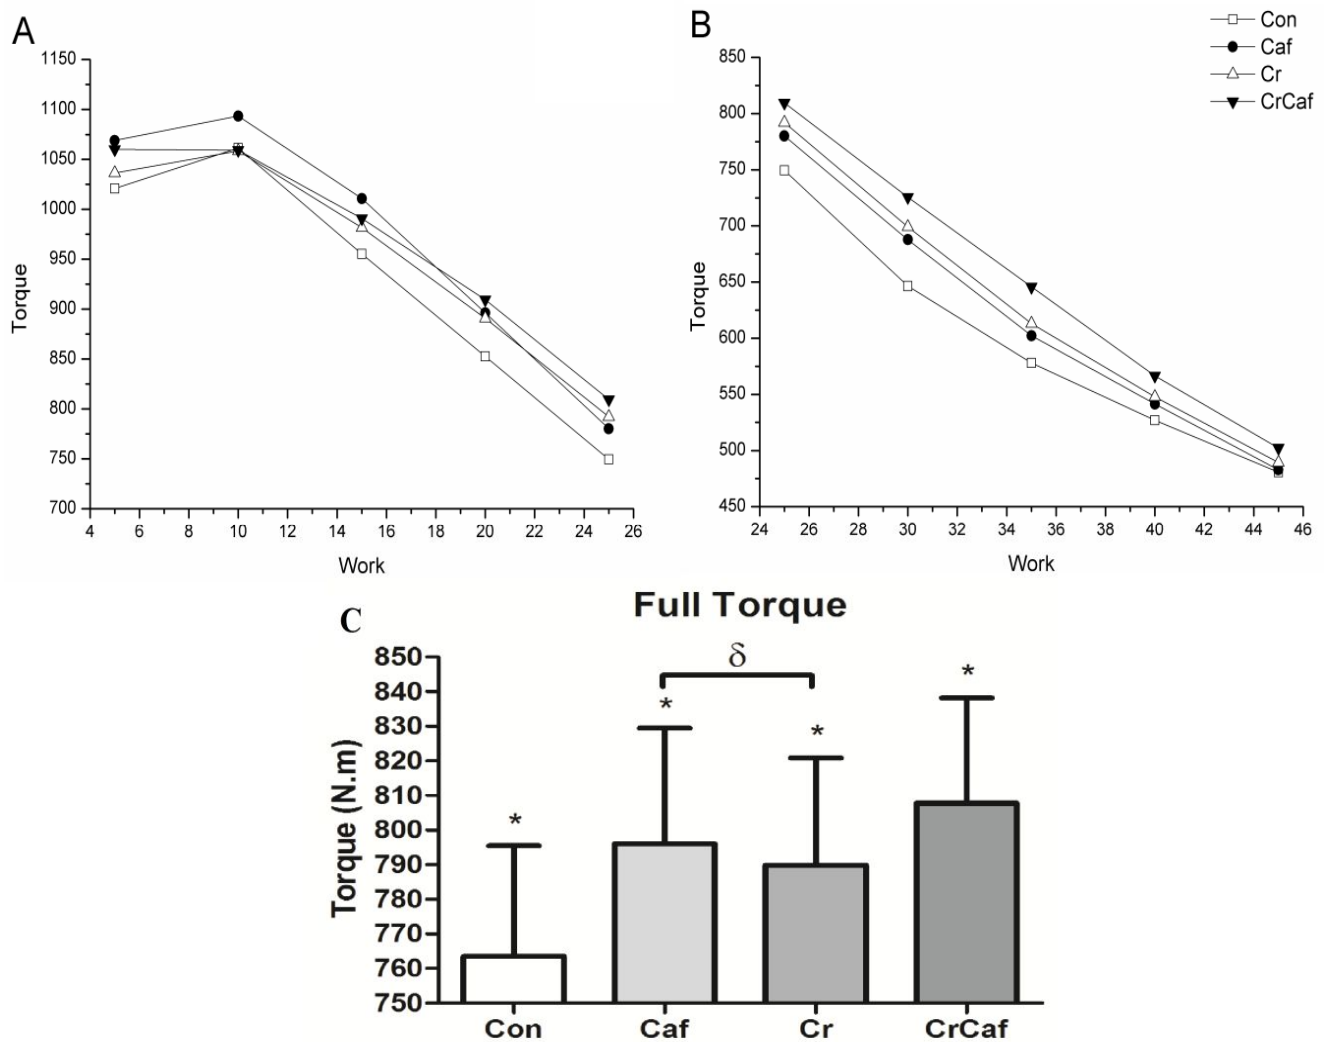 A
1150
1100
1050
1000
950
900
850
800
750
700
Torque
4 6 8 10 12 14 16 18 20 22 24 26
Work
B
Con
Caf
Cr
CrCaf
850
800
750
700
650
600
550
500
450
Torque
24 26 28 30 32 34 36 38 40 42 44 46
Work
C
Full Torque
δ
850
840
830
820
810
800
790
780
770
760
750
Torque (N.m)
* * * *
Con Caf Cr CrCaf